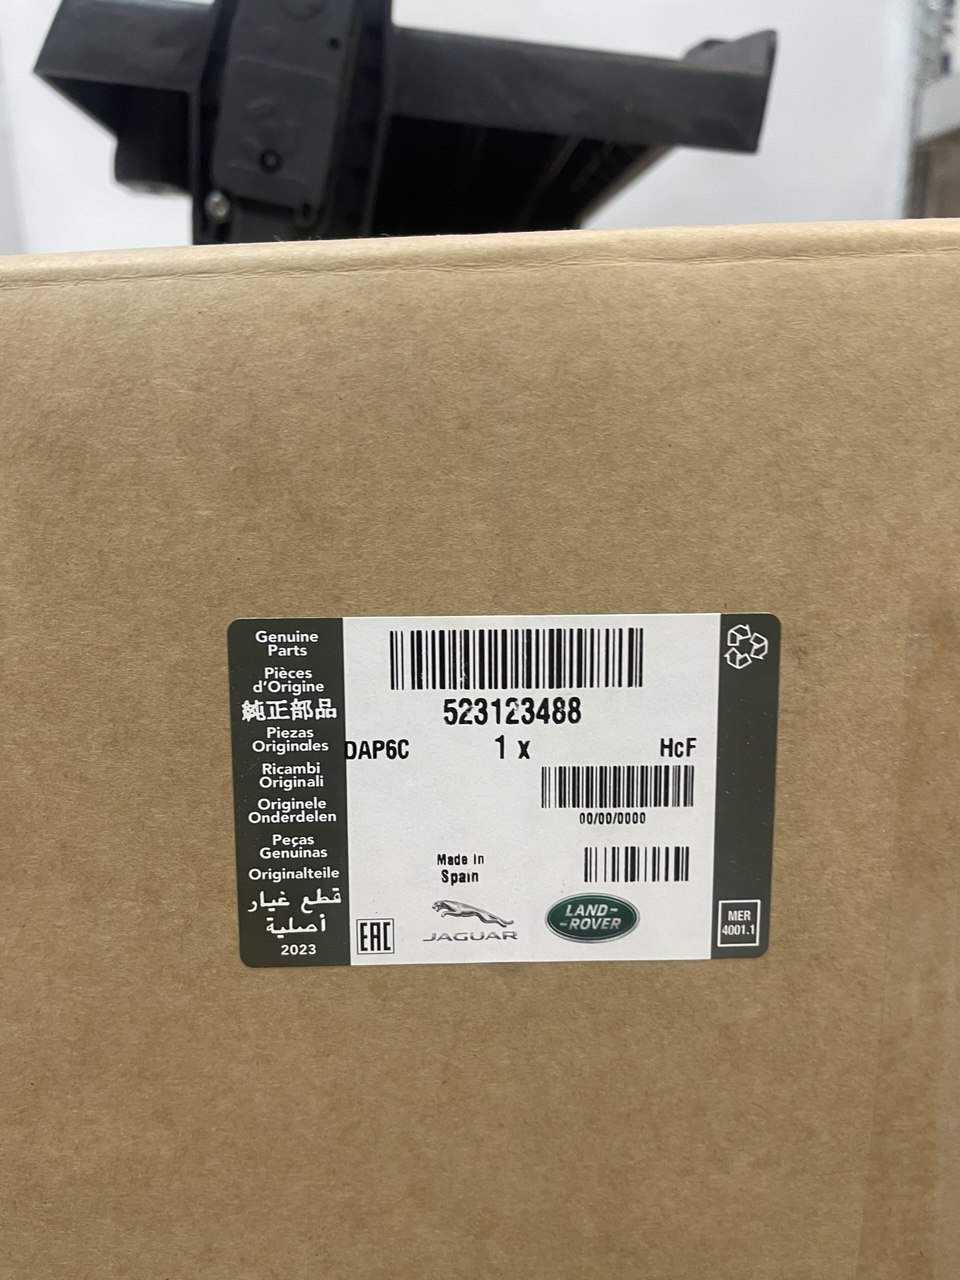 Genuine
Parts
Pièces
d'Origine
純正部品
Piezas
Originales
Ricambi
Originali
Originele
Onderdelen
Peças
Genuinas
Originalteile
قطع غيار
أصلية
2023
523123488
DAP6C 1 x HcF
00/00/0000
Made in
Spain
EAC
JAGUAR
LAND-
-ROVER
MER
4001.1